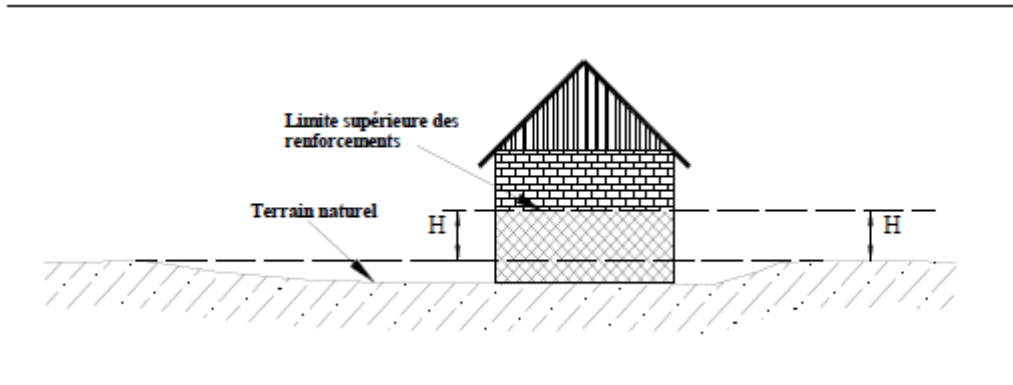 Limite supérieure des
renforcements
Terrain naturel
H
H